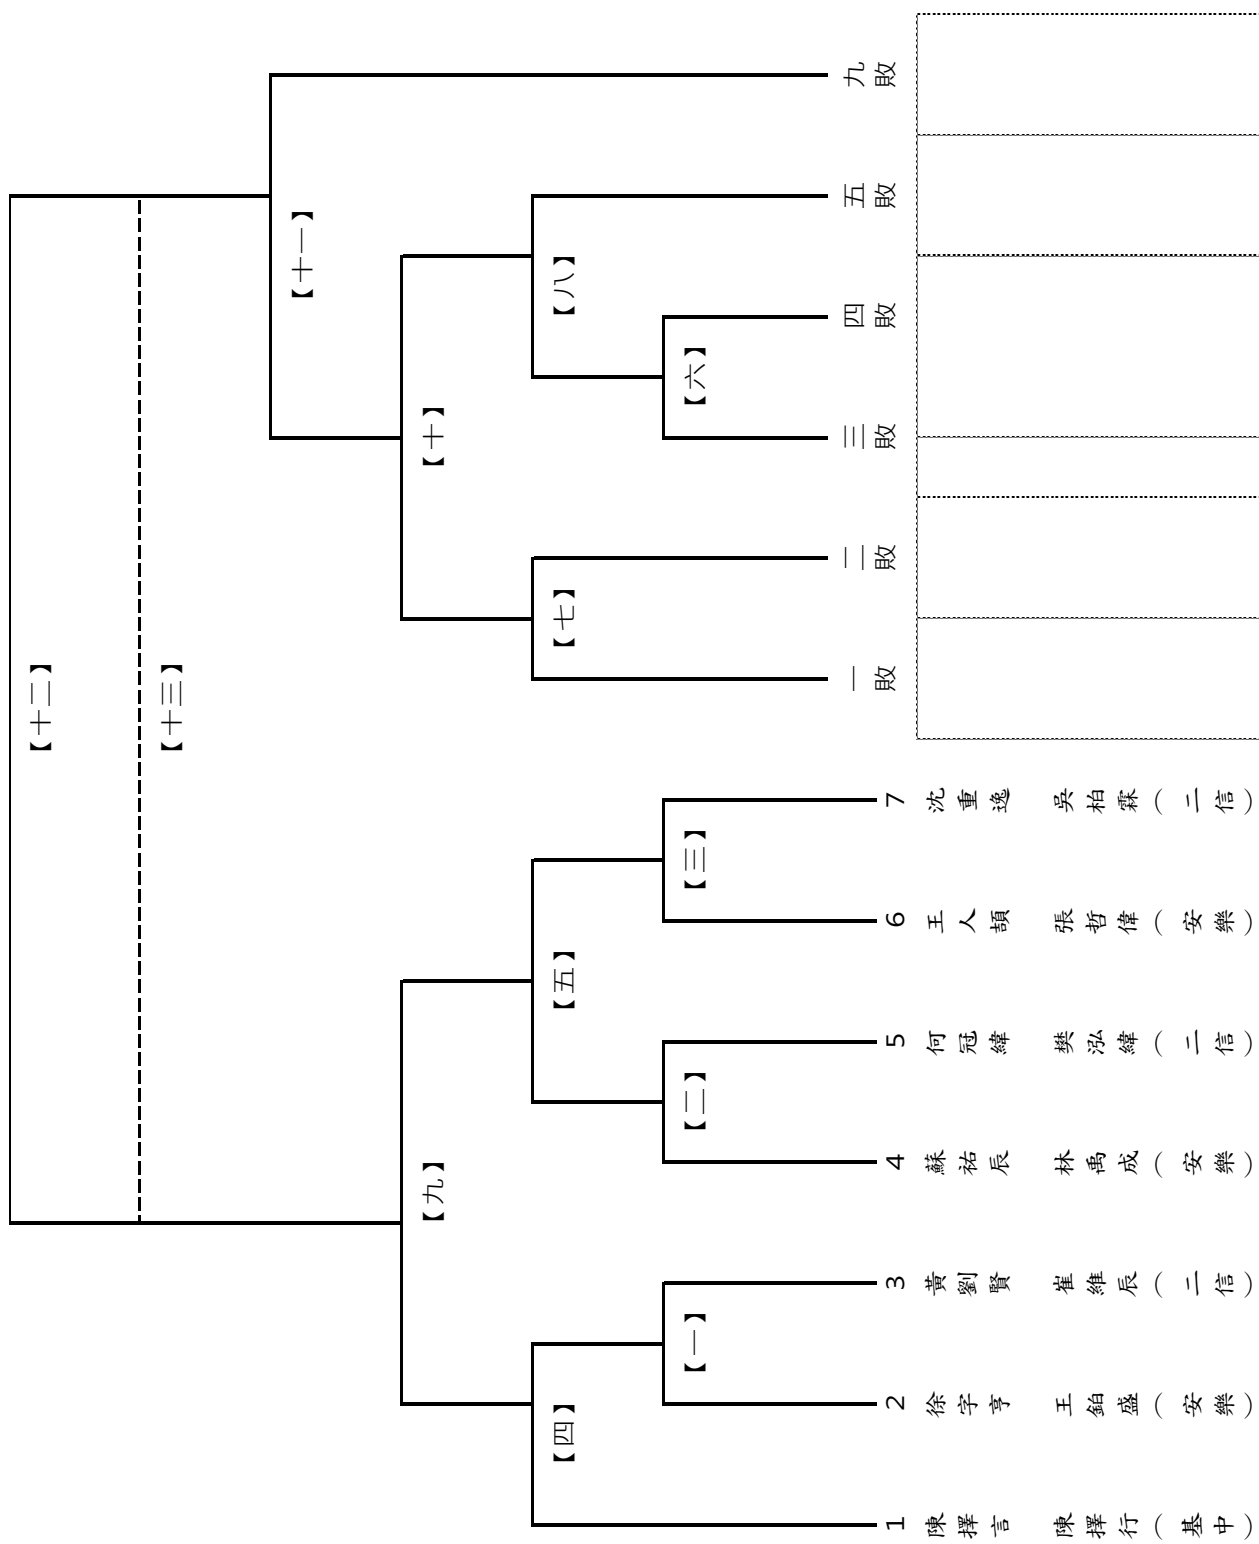 【十二】
【十三】
【十一】
【九】
【十】
【四】
【五】
【七】
【八】
【一】
【二】
【三】
【六】
1 陳擇言 陳擇行(基中)
2 徐字亨 王鉑盛(安樂)
3 黃劉賢 崔維辰(二信)
4 蘇祐辰 林禹成(安樂)
5 何冠緯 樊泓緯(二信)
6 王人頡 張哲偉(安樂)
7 沈重逸 吳柏霖(二信)
一敗
二敗
三敗
四敗
五敗
九敗